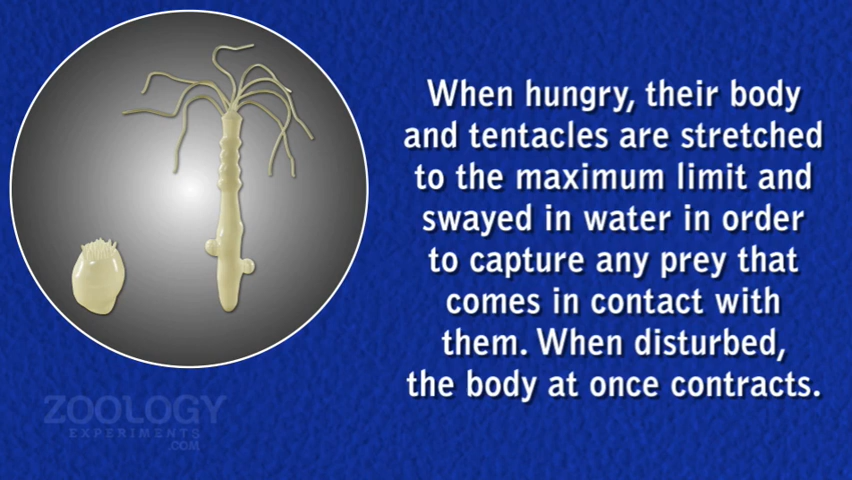 When hungry, their body
and tentacles are stretched
to the maximum limit and
swayed in water in order
to capture any prey that
comes in contact with
them. When disturbed,
the body at once contracts.
ZOOLOGY
EXPERIMENTS
.COM